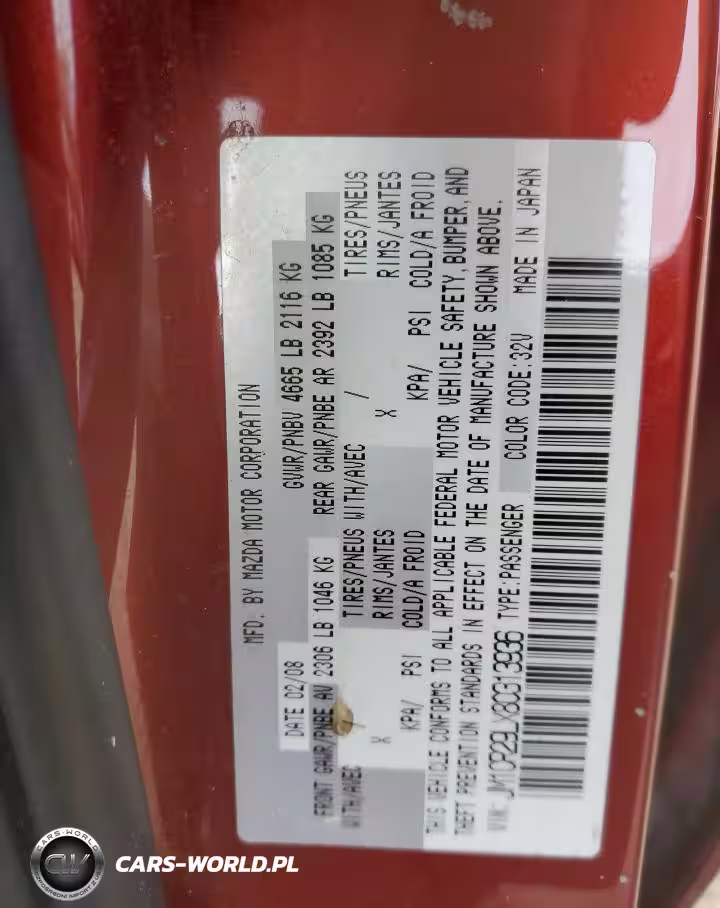 MFD. BY MAZDA MOTOR CORPORATION
DATE 02/08 GVWR/PNBV 4665 LB 2116 KG
FRONT GAWR/PNBE AV 2306 LB 1046 KG REAR GAWR/PNBE AR 2392 LB 1085 KG
WITH/AVEC TIRES/PNEUS WITH/AVEC / TIRES/PNEUS
X RIMS/JANTES X RIMS/JANTES
KPA/ PSI COLD/A FROID KPA/ PSI COLD/A FROID
THIS VEHICLE CONFORMS TO ALL APPLICABLE FEDERAL MOTOR VEHICLE SAFETY, BUMPER, AND
THEFT PREVENTION STANDARDS IN EFFECT ON THE DATE OF MANUFACTURE SHOWN ABOVE.
VIN: JM1CR29LX80313936 TYPE:PASSENGER COLOR CODE:32V MADE IN JAPAN
CARS-WORLD
CW
CARS-WORLD.PL